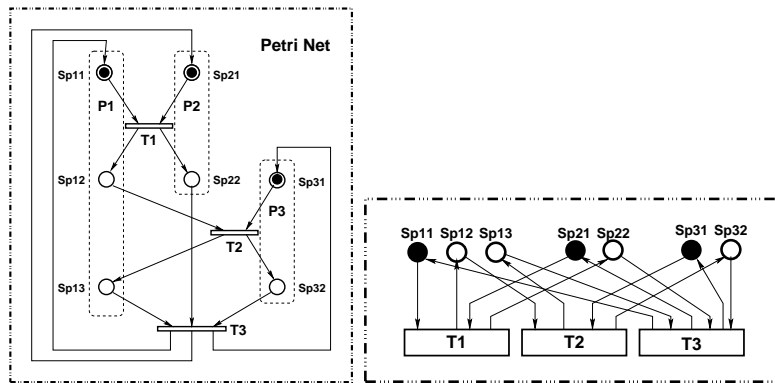 Petri Net
Sp11
Sp21
P1
P2
T1
Sp12
Sp22
Sp31
P3
T2
Sp13
Sp32
T3
Sp11 Sp12 Sp13 Sp21 Sp22 Sp31 Sp32
T1 T2 T3